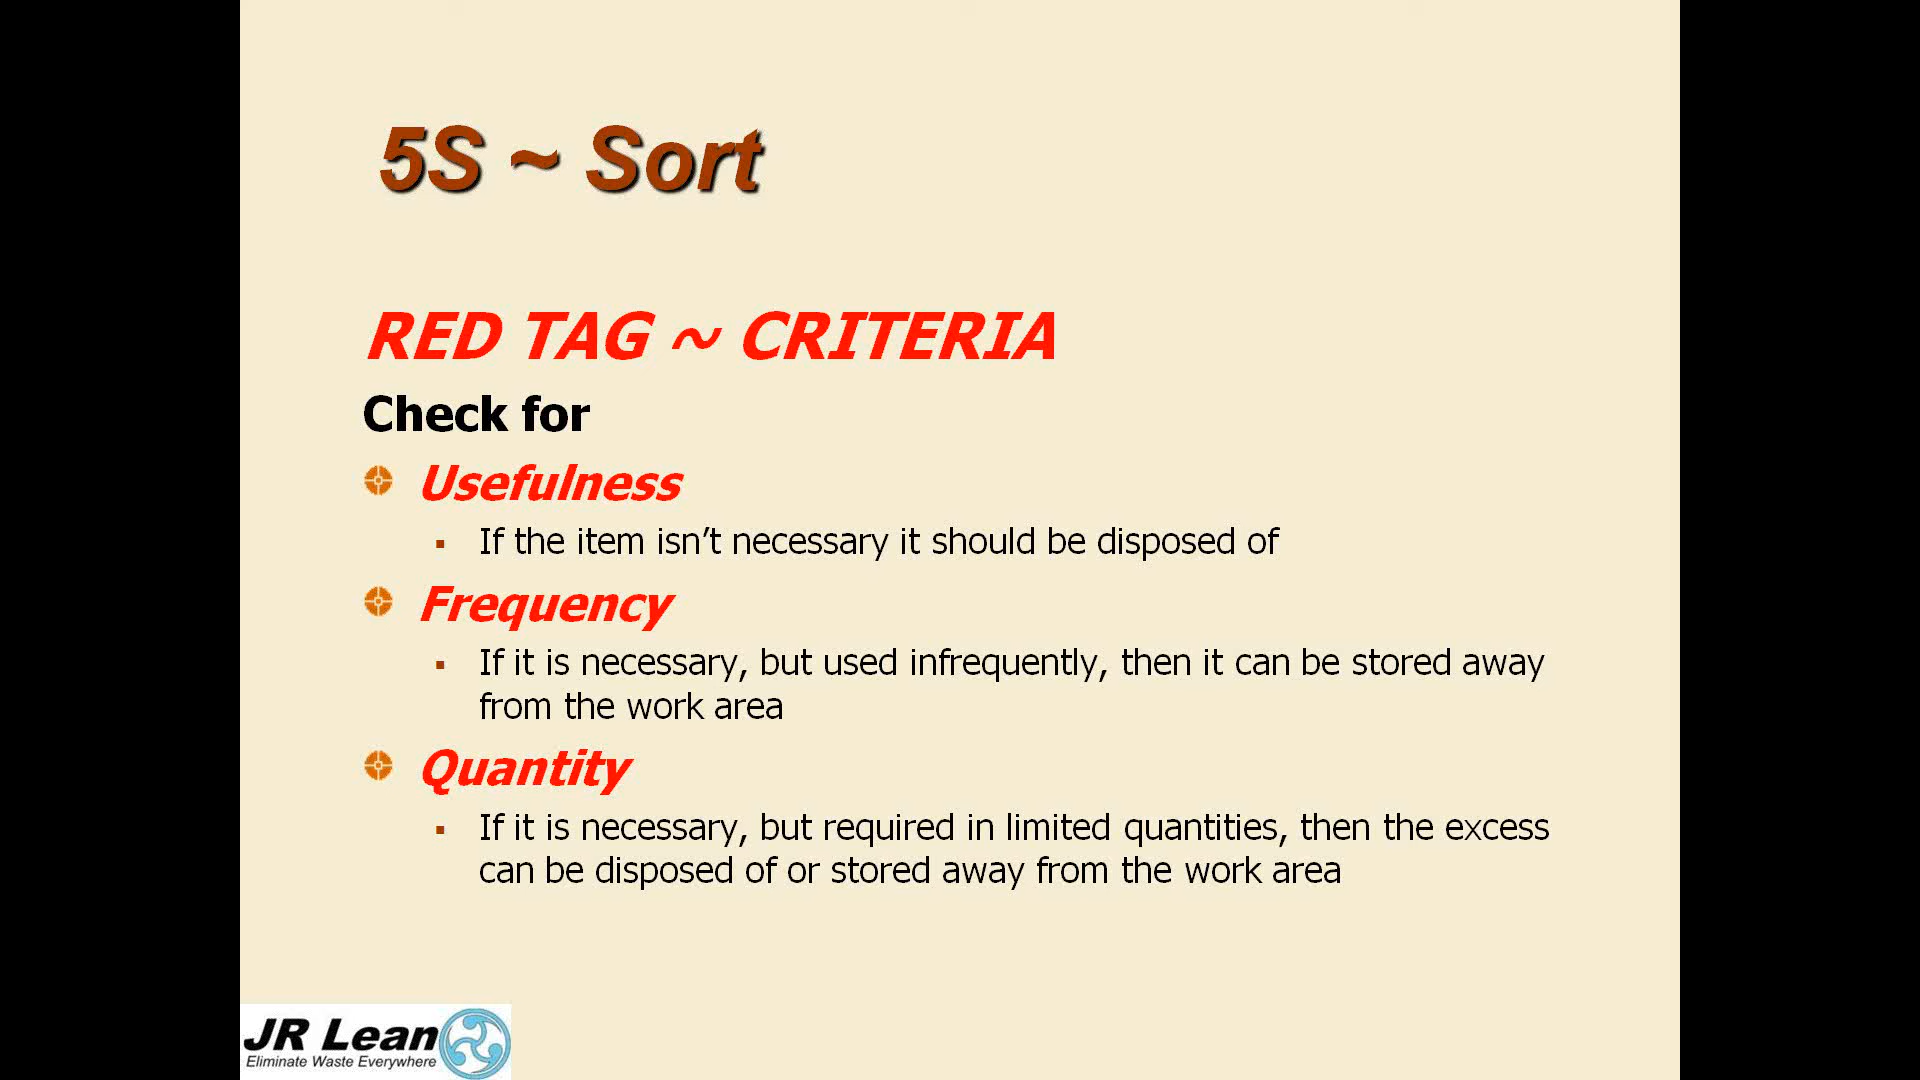 5S ~ Sort
RED TAG ~ CRITERIA
Check for
Usefulness
If the item isn’t necessary it should be disposed of
Frequency
If it is necessary, but used infrequently, then it can be stored away
from the work area
Quantity
If it is necessary, but required in limited quantities, then the excess
can be disposed of or stored away from the work area
JR Lean
Eliminate Waste Everywhere